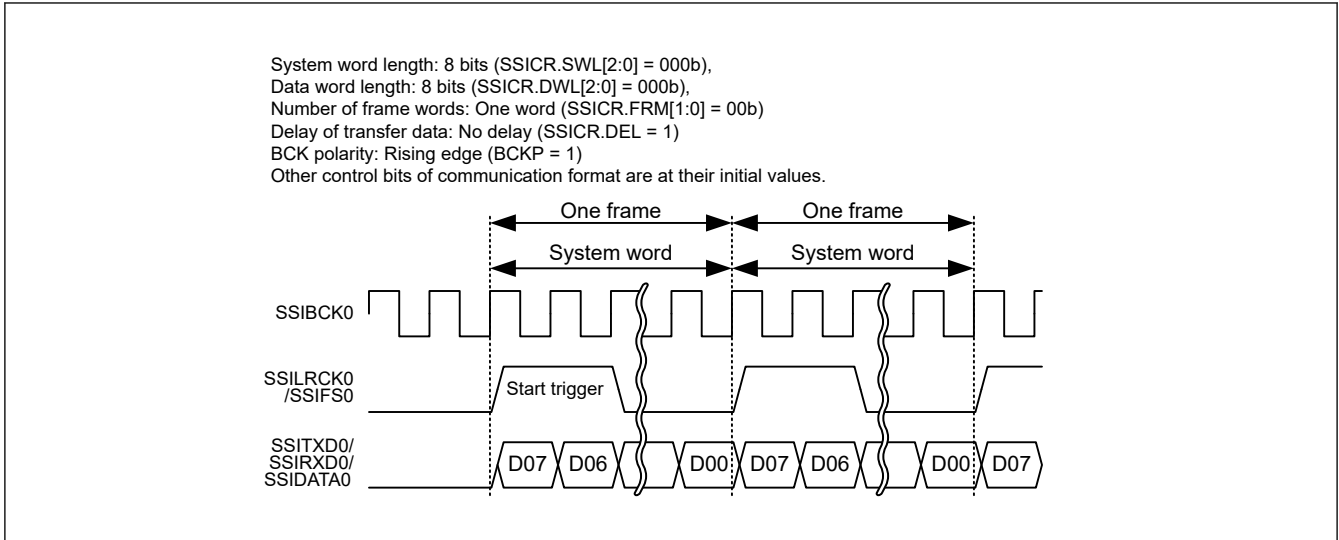 System word length: 8 bits (SSICR.SWL[2:0] = 000b),
Data word length: 8 bits (SSICR.DWL[2:0] = 000b),
Number of frame words: One word (SSICR.FRM[1:0] = 00b)
Delay of transfer data: No delay (SSICR.DEL = 1)
BCK polarity: Rising edge (BCKP = 1)
Other control bits of communication format are at their initial values.
One frame One frame
System word System word
SSIBCK0
SSILRCK0
/SSIFS0
Start trigger
SSITXD0/
SSIRXD0/
SSIDATA0
D07 D06 D00 D07 D06 D00 D07